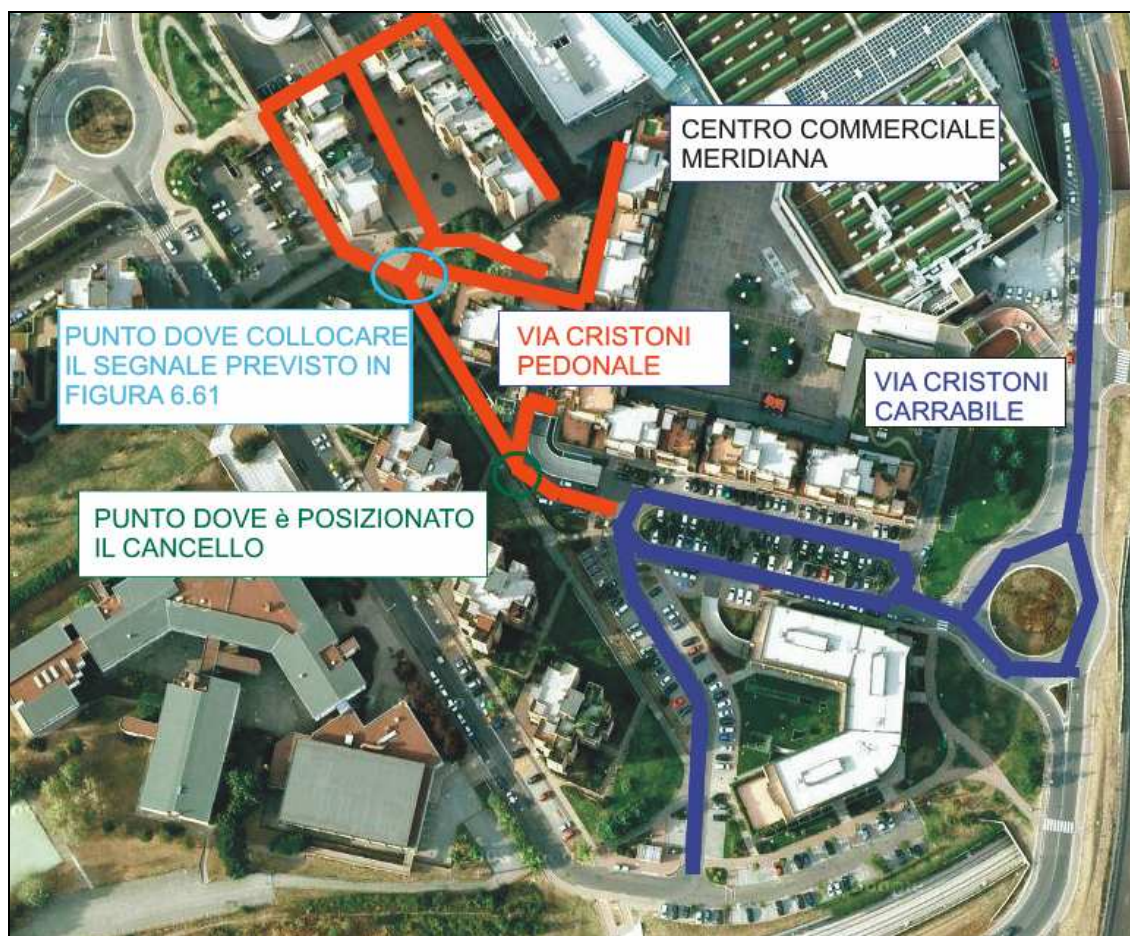 CENTRO COMMERCIALE
MERIDIANA
PUNTO DOVE COLLOCARE
IL SEGNALE PREVISTO IN
FIGURA 6.61
VIA CRISTONI
PEDONALE
VIA CRISTONI
CARRABILE
PUNTO DOVE è POSIZIONATO
IL CANCELLO